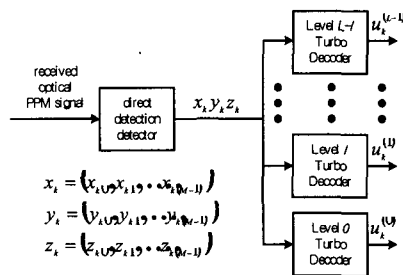 received
optical
PPM signal
direct
detection
detector
x_k y_k z_k
Level L-1
Turbo
Decoder
u_k^(L-1)
Level 1
Turbo
Decoder
u_k^(1)
Level 0
Turbo
Decoder
u_k^(0)
x_k = (x_k0, x_k1, ..x_k(M-1))
y_k = (y_k0, y_k1, ..y_k(M-1))
z_k = (z_k0, z_k1, ..z_k(M-1))